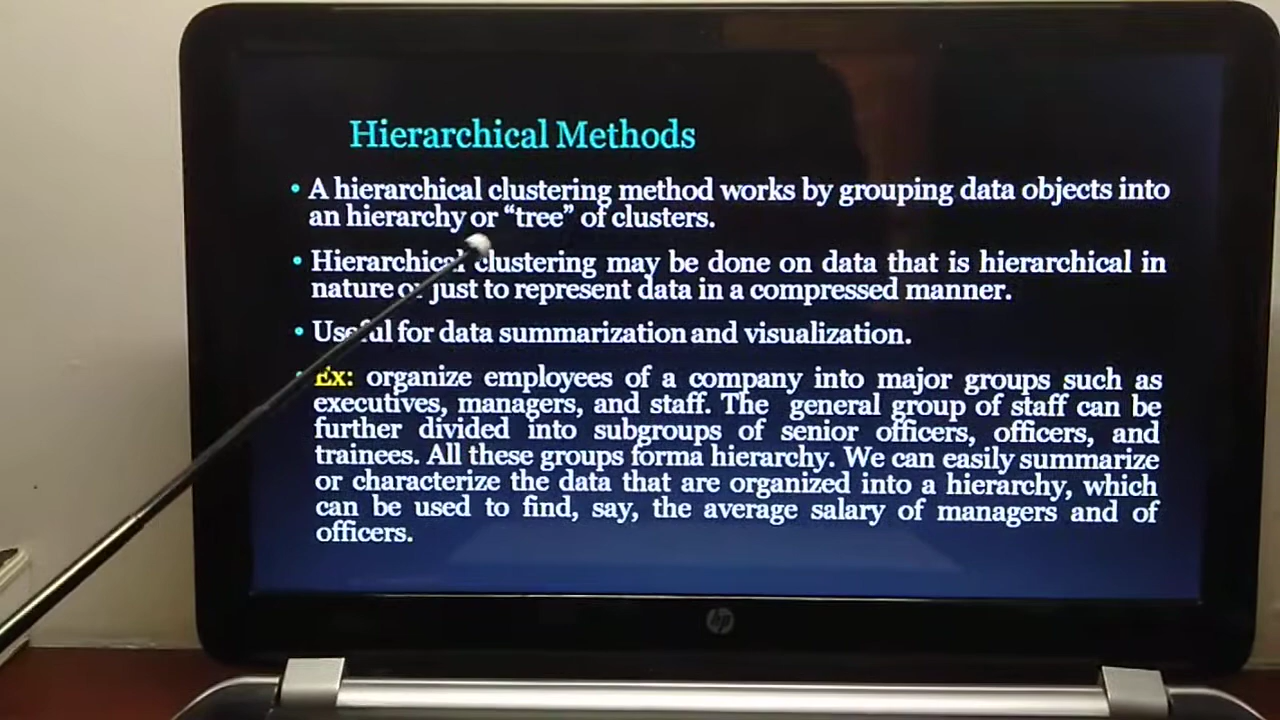 Hierarchical Methods
• A hierarchical clustering method works by grouping data objects into
an hierarchy or “tree” of clusters.
• Hierarchical clustering may be done on data that is hierarchical in
nature or just to represent data in a compressed manner.
• Useful for data summarization and visualization.
• Ex: organize employees of a company into major groups such as
executives, managers, and staff. The general group of staff can be
further divided into subgroups of senior officers, officers, and
trainees. All these groups forma hierarchy. We can easily summarize
or characterize the data that are organized into a hierarchy, which
can be used to find, say, the average salary of managers and of
officers.
hp